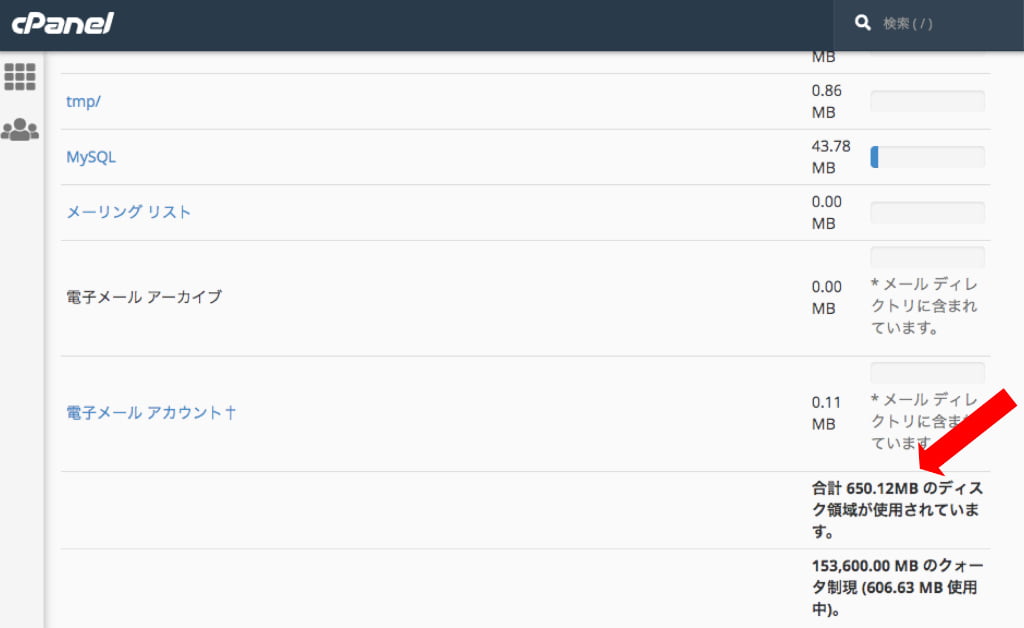 cPanel
検索 ( / )
MB
tmp/
0.86
MB
MySQL
43.78
MB
メーリング リスト
0.00
MB
電子メール アーカイブ
0.00
MB
* メール ディレ
クトリに含まれ
ています。
電子メール アカウント †
0.11
MB
* メール ディレ
クトリに含まれ
ています
合計 650.12MB のディス
ク領域が使用されていま
す。
153,600.00 MB のクォー
タ制現 (606.63 MB 使用
中)。